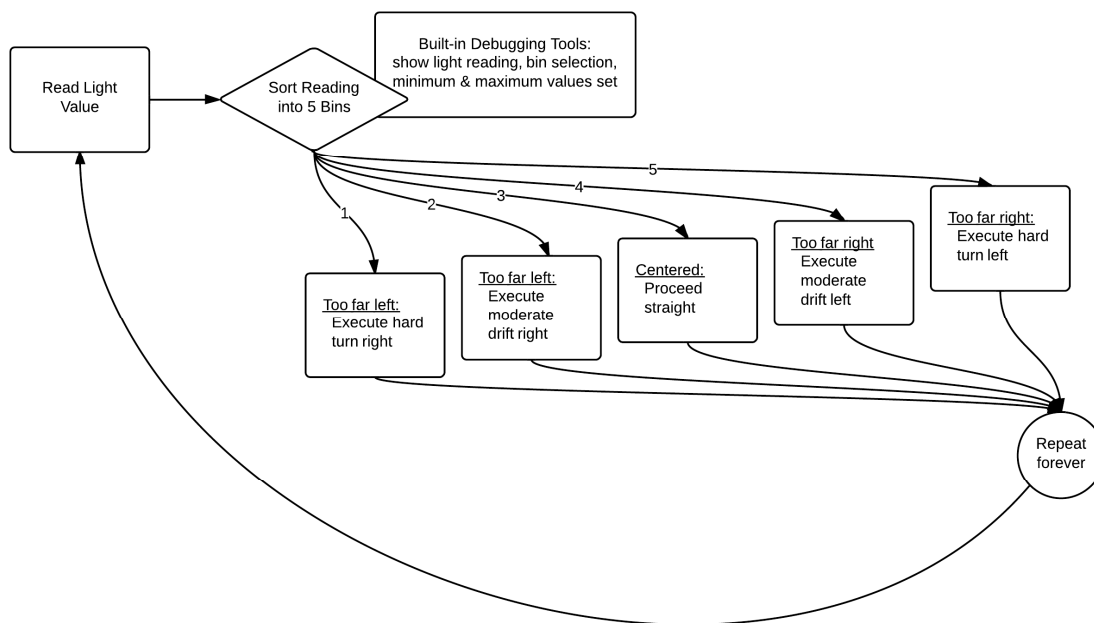 Built-in Debugging Tools:
show light reading, bin selection,
minimum & maximum values set
Read Light
Value
Sort Reading
into 5 Bins
1
2
3
4
5
Too far left:
Execute hard
turn right
Too far left:
Execute
moderate
drift right
Centered:
Proceed
straight
Too far right
Execute
moderate
drift left
Too far right:
Execute hard
turn left
Repeat
forever